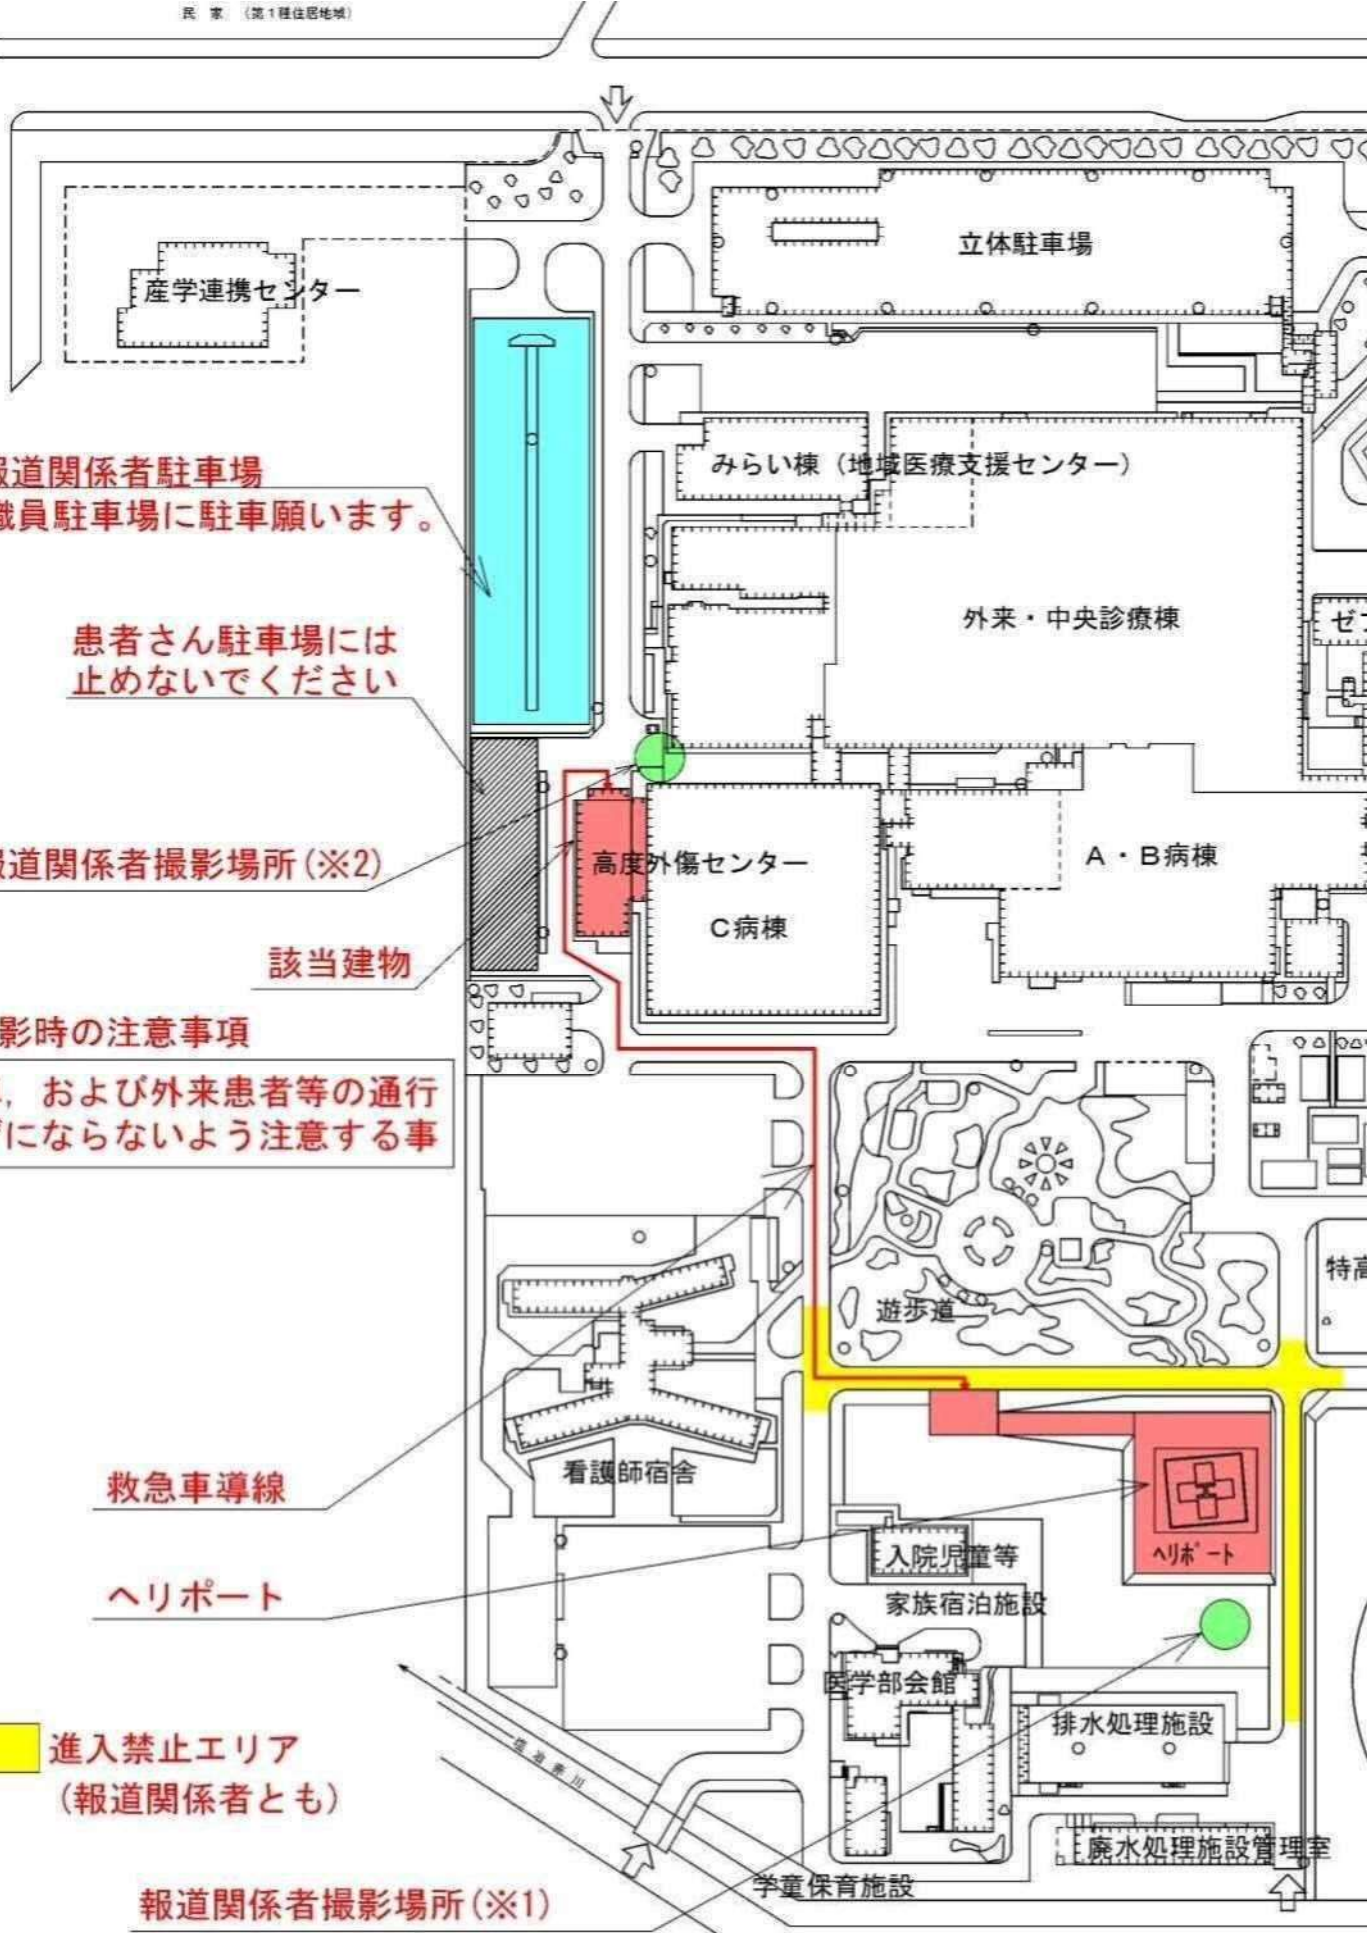 民家 (第1種住居地域)
産学連携センター
立体駐車場
報道関係者駐車場
職員駐車場に駐車願います。
みらい棟（地域医療支援センター）
外来・中央診療棟
患者さん駐車場には
止めないでください
報道関係者撮影場所(※2)
高度外傷センター
A・B病棟
C病棟
該当建物
影時の注意事項
, および外来患者等の通行
にならないよう注意する事
遊歩道
特高
看護師宿舎
救急車導線
ヘリポート
入院児童等
家族宿泊施設
ヘリポート
医学部会館
排水処理施設
進入禁止エリア
(報道関係者とも)
廃水処理施設管理室
学童保育施設
報道関係者撮影場所(※1)